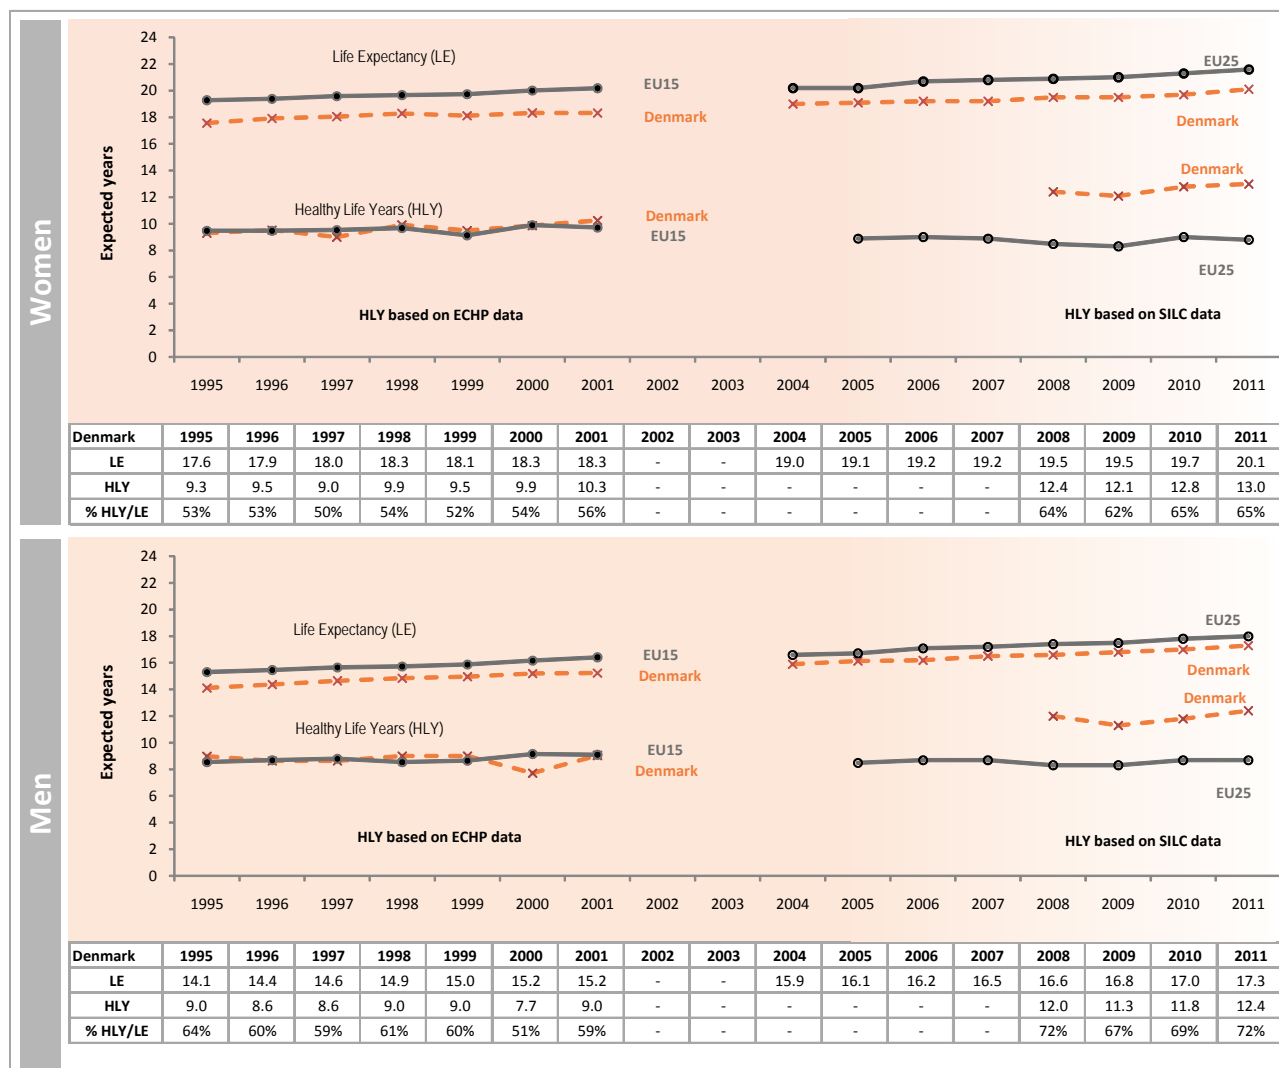 Women
24
22
20
18
16
14
12
10
8
6
4
2
0
Expected years
Life Expectancy (LE)
EU15
Denmark
Healthy Life Years (HLY)
Denmark
EU15
HLY based on ECHP data
EU25
Denmark
Denmark
EU25
HLY based on SILC data
1995 1996 1997 1998 1999 2000 2001 2002 2003 2004 2005 2006 2007 2008 2009 2010 2011
Denmark 1995 1996 1997 1998 1999 2000 2001 2002 2003 2004 2005 2006 2007 2008 2009 2010 2011
LE 17.6 17.9 18.0 18.3 18.1 18.3 18.3 - - 19.0 19.1 19.2 19.2 19.5 19.5 19.7 20.1
HLY 9.3 9.5 9.0 9.9 9.5 9.9 10.3 - - - - - - 12.4 12.1 12.8 13.0
% HLY/LE 53% 53% 50% 54% 52% 54% 56% - - - - - - 64% 62% 65% 65%
Men
24
22
20
18
16
14
12
10
8
6
4
2
0
Expected years
Life Expectancy (LE)
EU15
Denmark
Healthy Life Years (HLY)
EU15
Denmark
HLY based on ECHP data
EU25
Denmark
Denmark
EU25
HLY based on SILC data
1995 1996 1997 1998 1999 2000 2001 2002 2003 2004 2005 2006 2007 2008 2009 2010 2011
Denmark 1995 1996 1997 1998 1999 2000 2001 2002 2003 2004 2005 2006 2007 2008 2009 2010 2011
LE 14.1 14.4 14.6 14.9 15.0 15.2 15.2 - - 15.9 16.1 16.2 16.5 16.6 16.8 17.0 17.3
HLY 9.0 8.6 8.6 9.0 9.0 7.7 9.0 - - - - - - 12.0 11.3 11.8 12.4
% HLY/LE 64% 60% 59% 61% 60% 51% 59% - - - - - - 72% 67% 69% 72%